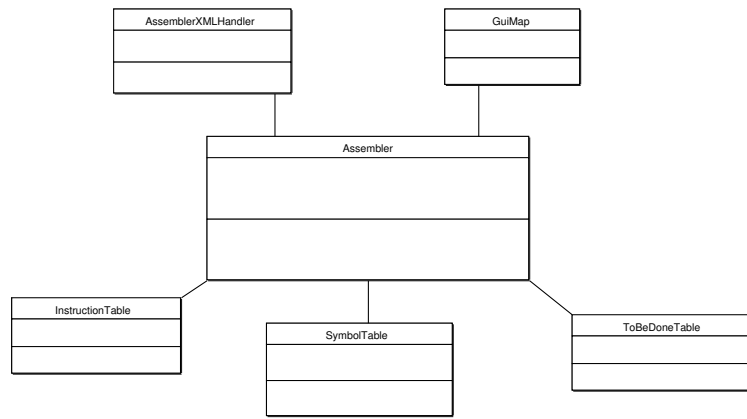 AssemblerXMLHandler
GuiMap
Assembler
InstructionTable
SymbolTable
ToBeDoneTable